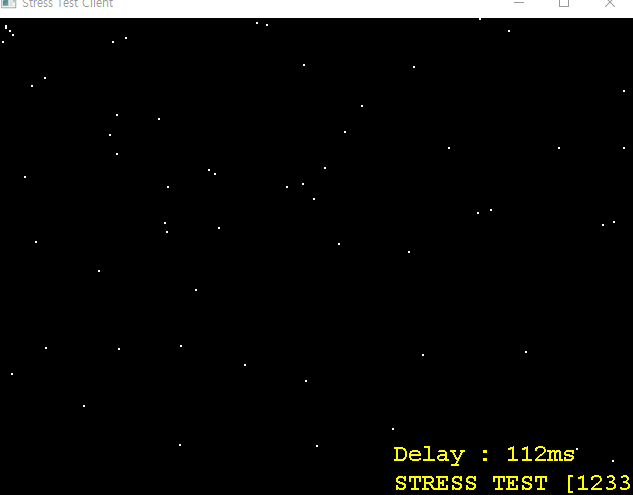 Stress Test Client
Delay : 112ms
STRESS TEST [1233